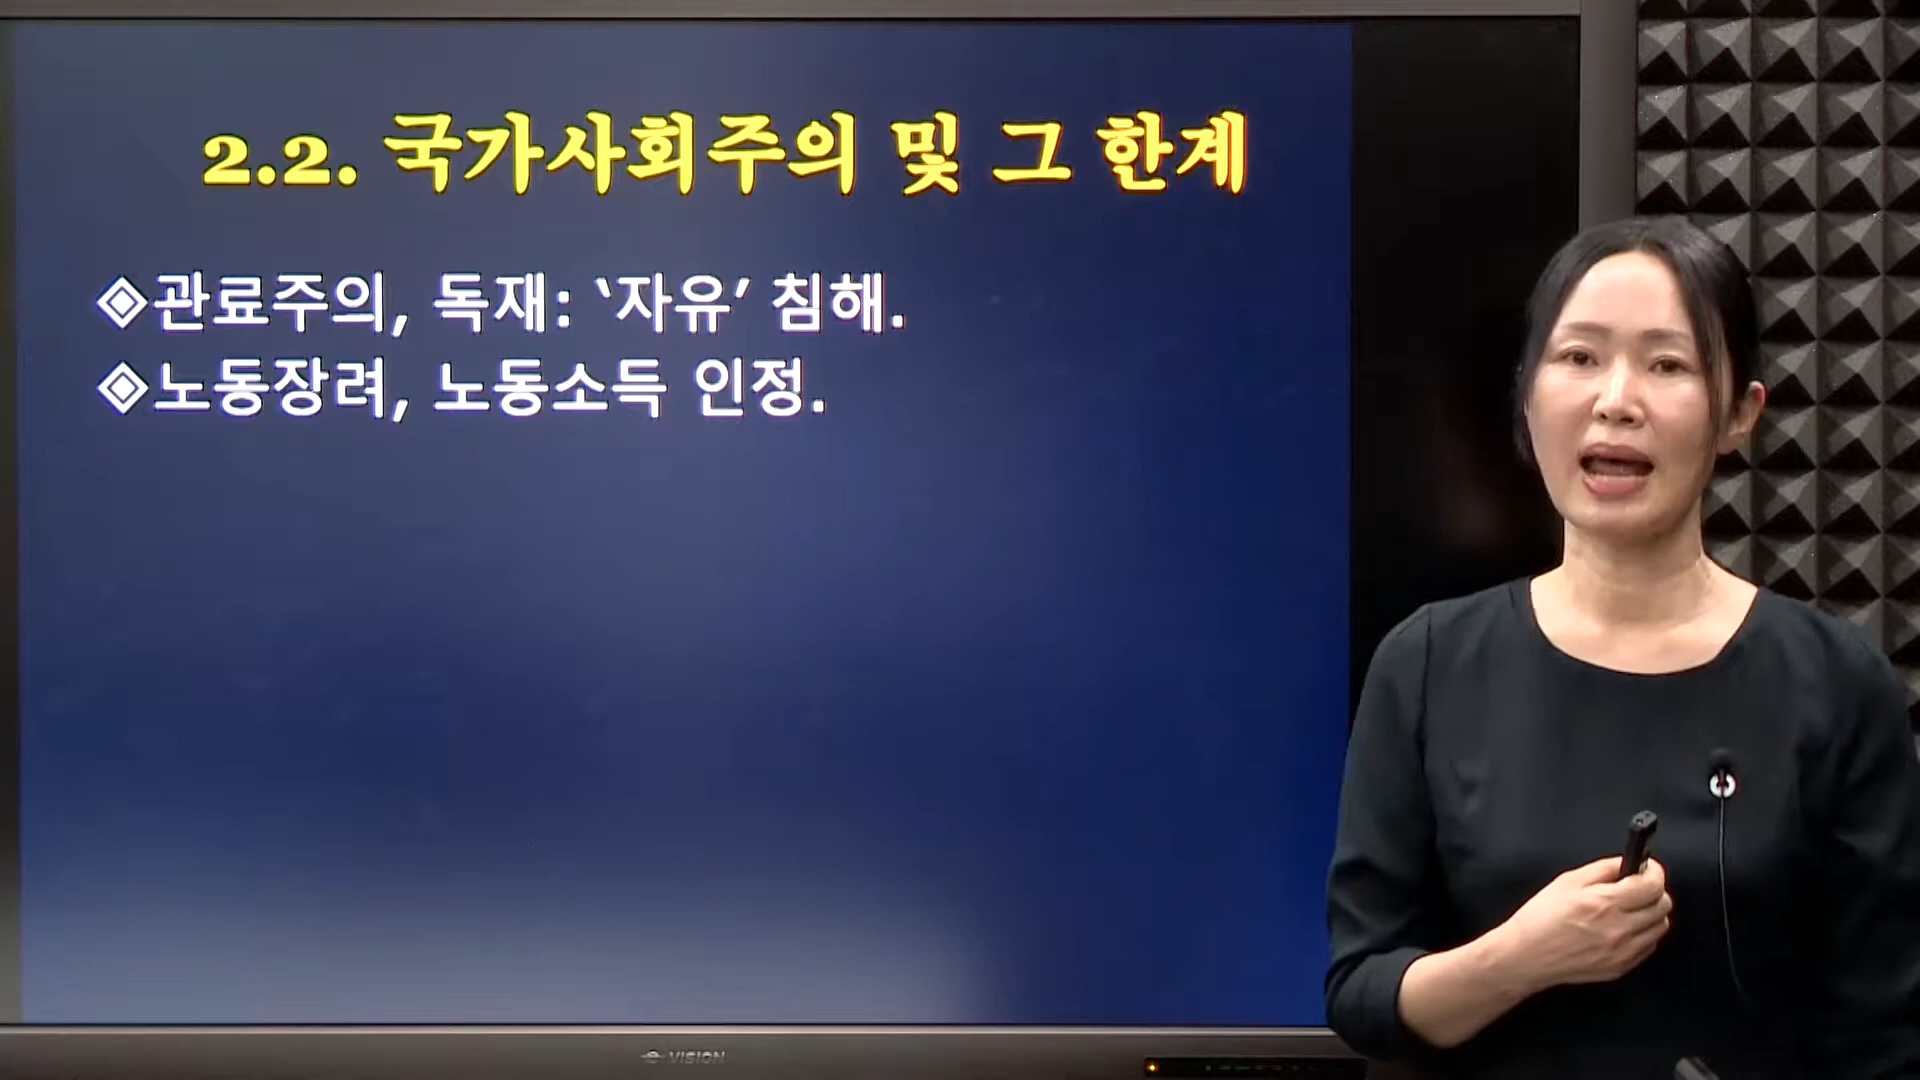 2.2. 국가사회주의 및 그 한계
◈관료주의, 독재: ‘자유’ 침해.
◈노동장려, 노동소득 인정.
VISION